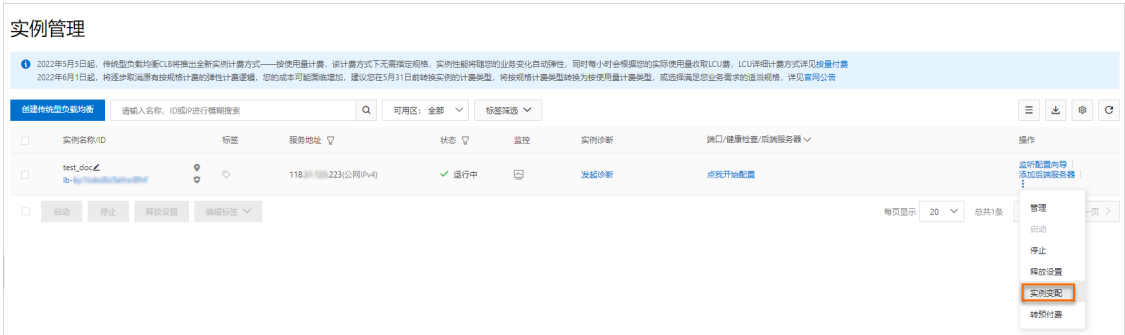 实例管理
2022年5月5日起，传统型负载均衡CLB将推出全新实例计费方式——按使用量计费，该计费方式下无需指定规格，实例性能将随您的业务变化自动弹性，同时每小时会根据您的实际使用量收取LCU费，LCU详细计费方式详见按量付费
2022年6月1日起，将逐步取消原有按规格计费的弹性计费逻辑，您的成本可能面临增加，建议您在5月31日前转换实例的计费类型，将按规格计费类型转换为按使用量计费类型，或选择满足您业务需求的适当规格，详见官网公告
创建传统型负载均衡 请输入名称、ID或IP进行模糊搜索 可用区：全部 标签筛选
实例名称/ID 标签 服务地址 状态 监控 实例诊断 端口/健康检查/后端服务器 操作
test_doc 监听配置向导
118. .223(公网IPv4) 运行中 发起诊断 点我开始配置 添加后端服务器
lb-
启动 停止 释放设置 编辑标签 每页显示 20 总共1条 一页
管理
启动
停止
释放设置
实例变配
转预付费